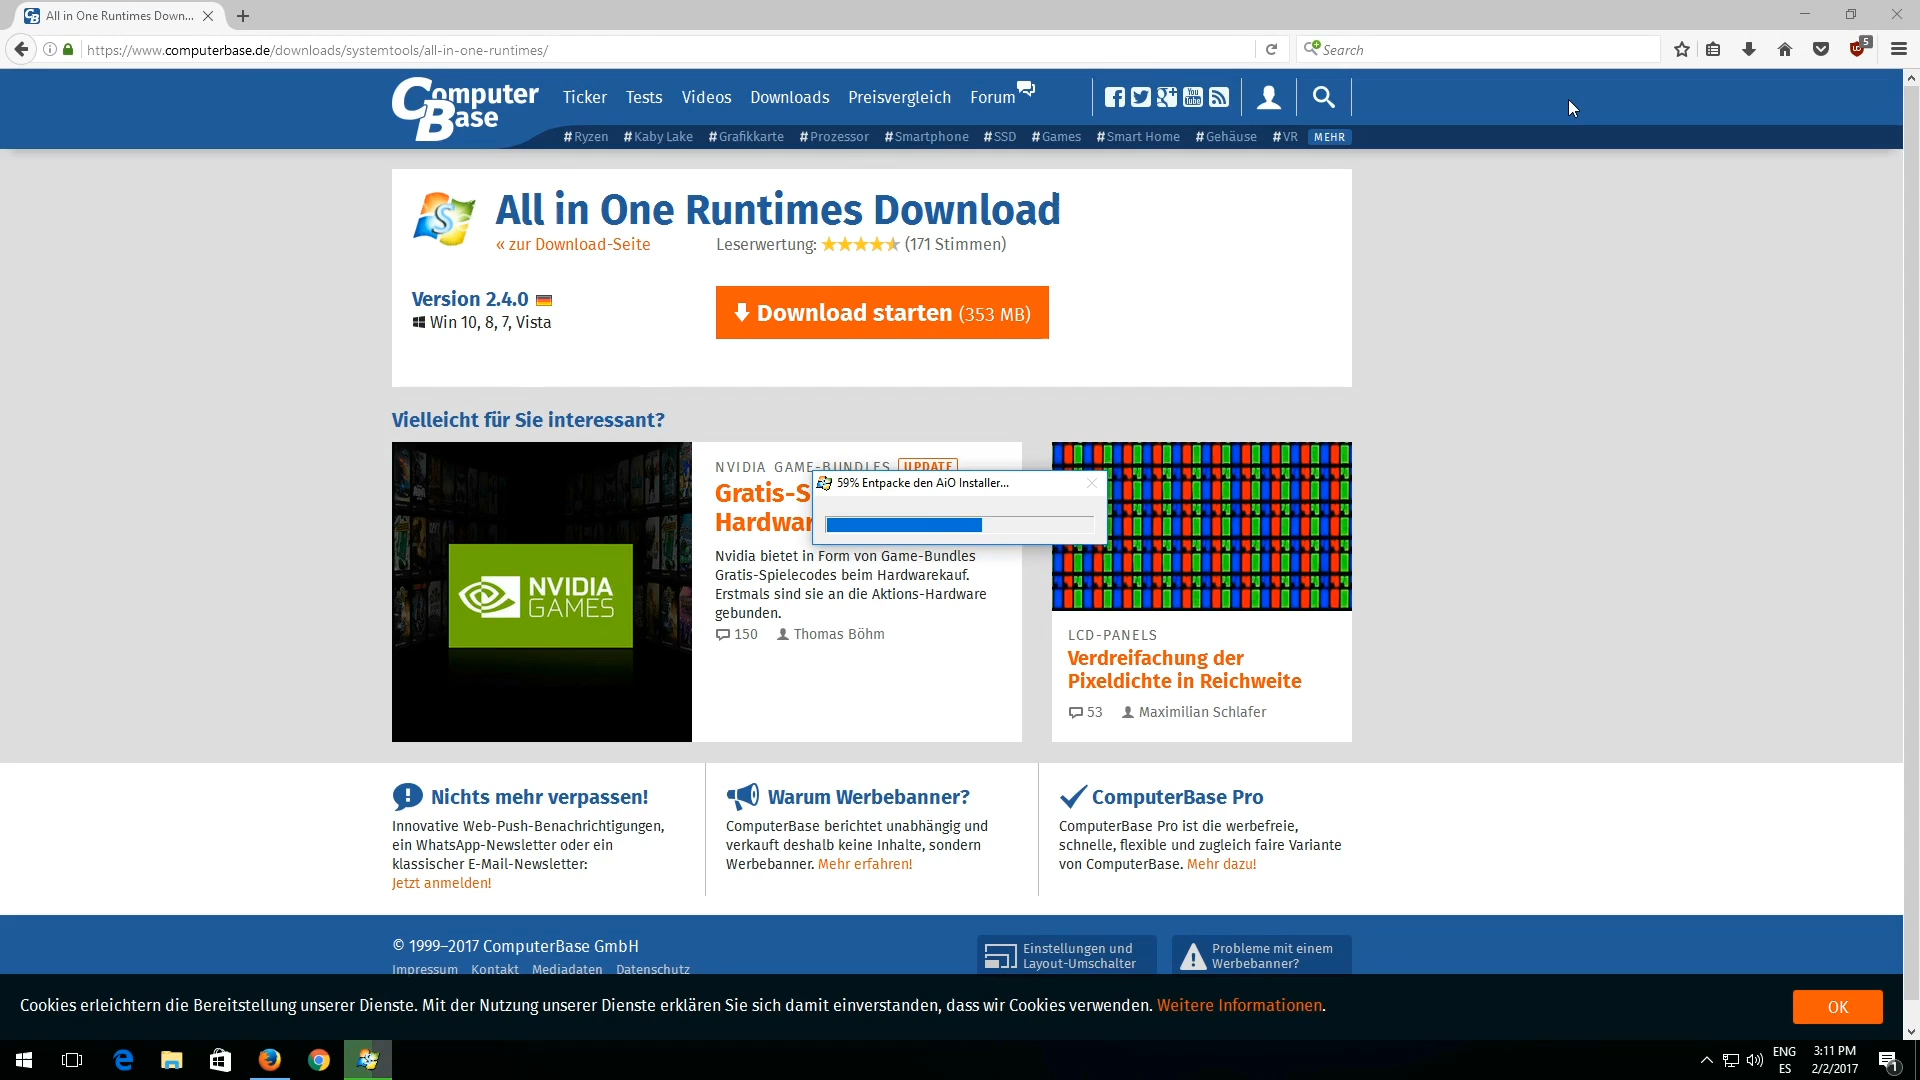 All in One Runtimes Down...
https://www.computerbase.de/downloads/systemtools/all-in-one-runtimes/
Search
5
ComputerBase
Ticker Tests Videos Downloads Preisvergleich Forum
#Ryzen #Kaby Lake #Grafikkarte #Prozessor #Smartphone #SSD #Games #Smart Home #Gehäuse #VR MEHR
All in One Runtimes Download
« zur Download-Seite
Leserwertung: (171 Stimmen)
Version 2.4.0
Win 10, 8, 7, Vista
Download starten (353 MB)
Vielleicht für Sie interessant?
NVIDIA GAMES
NVIDIA GAME-BUNDLES UPDATE
Gratis-S
Hardwar
59% Entpacke den AiO Installer...
Nvidia bietet in Form von Game-Bundles
Gratis-Spielecodes beim Hardwarekauf.
Erstmals sind sie an die Aktions-Hardware
gebunden.
150 Thomas Böhm
LCD-PANELS
Verdreifachung der
Pixeldichte in Reichweite
53 Maximilian Schlafer
Nichts mehr verpassen!
Innovative Web-Push-Benachrichtigungen,
ein WhatsApp-Newsletter oder ein
klassischer E-Mail-Newsletter:
Jetzt anmelden!
Warum Werbebanner?
ComputerBase berichtet unabhängig und
verkauft deshalb keine Inhalte, sondern
Werbebanner. Mehr erfahren!
ComputerBase Pro
ComputerBase Pro ist die werbefreie,
schnelle, flexible und zugleich faire Variante
von ComputerBase. Mehr dazu!
© 1999–2017 ComputerBase GmbH
Impressum Kontakt Mediadaten Datenschutz
Einstellungen und
Layout-Umschalter
Probleme mit einem
Werbebanner?
Cookies erleichtern die Bereitstellung unserer Dienste. Mit der Nutzung unserer Dienste erklären Sie sich damit einverstanden, dass wir Cookies verwenden. Weitere Informationen.
OK
ENG
ES
3:11 PM
2/2/2017
1